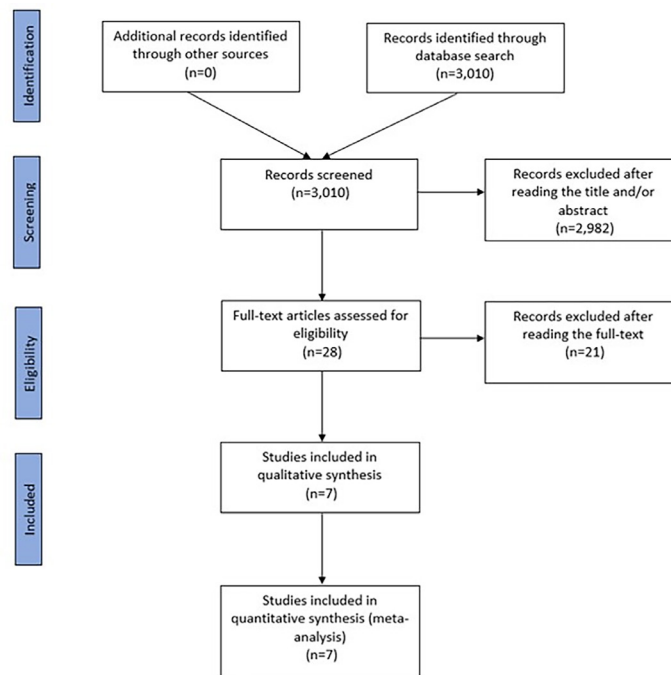 Identification
Additional records identified
through other sources
(n=0)
Records identified through
database search
(n=3,010)
Screening
Records screened
(n=3,010)
Records excluded after
reading the title and/or
abstract
(n=2,982)
Eligibility
Full-text articles assessed for
eligibility
(n=28)
Records excluded after
reading the full-text
(n=21)
Included
Studies included in
qualitative synthesis
(n=7)
Studies included in
quantitative synthesis (meta-
analysis)
(n=7)